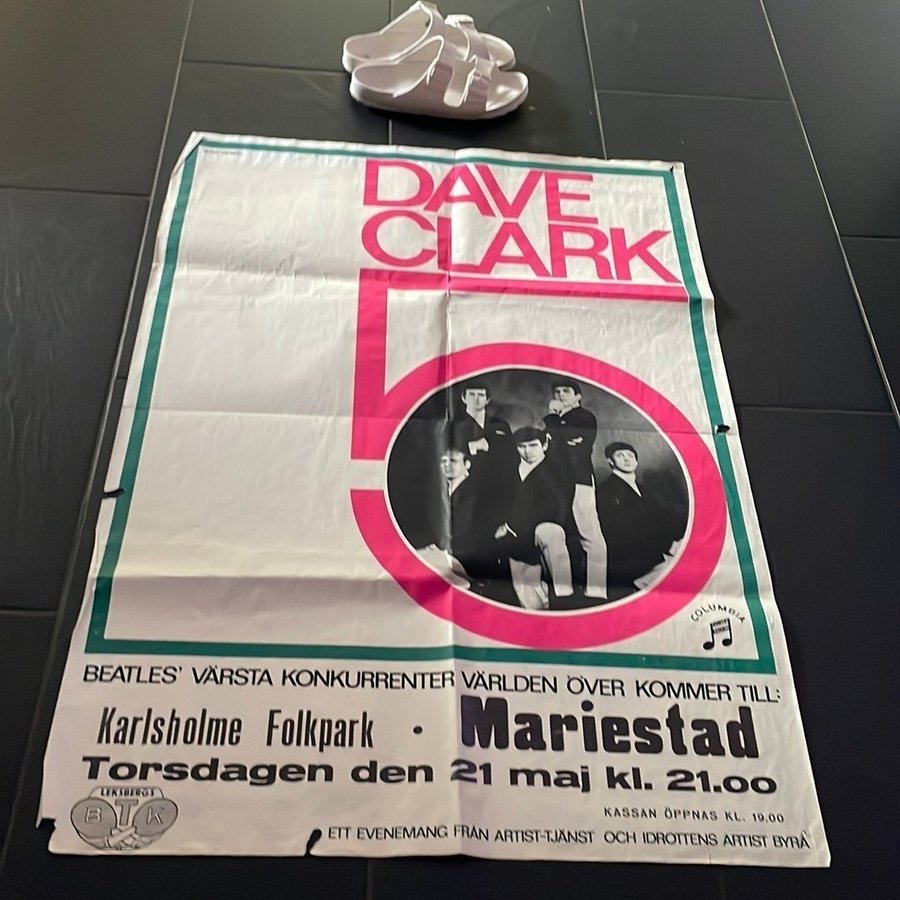 DAVE
CLARK
5
COLUMBIA
BEATLES' VÄRSTA KONKURRENTER VÄRLDEN ÖVER KOMMER TILL:
Karlsholme Folkpark · Mariestad
Torsdagen den 21 maj kl. 21.00
KASSAN ÖPPNAS KL. 19.00
LEKSBERGS
BTK
ETT EVENEMANG FRÅN ARTIST-TJÄNST OCH IDROTTENS ARTIST BYRÅ